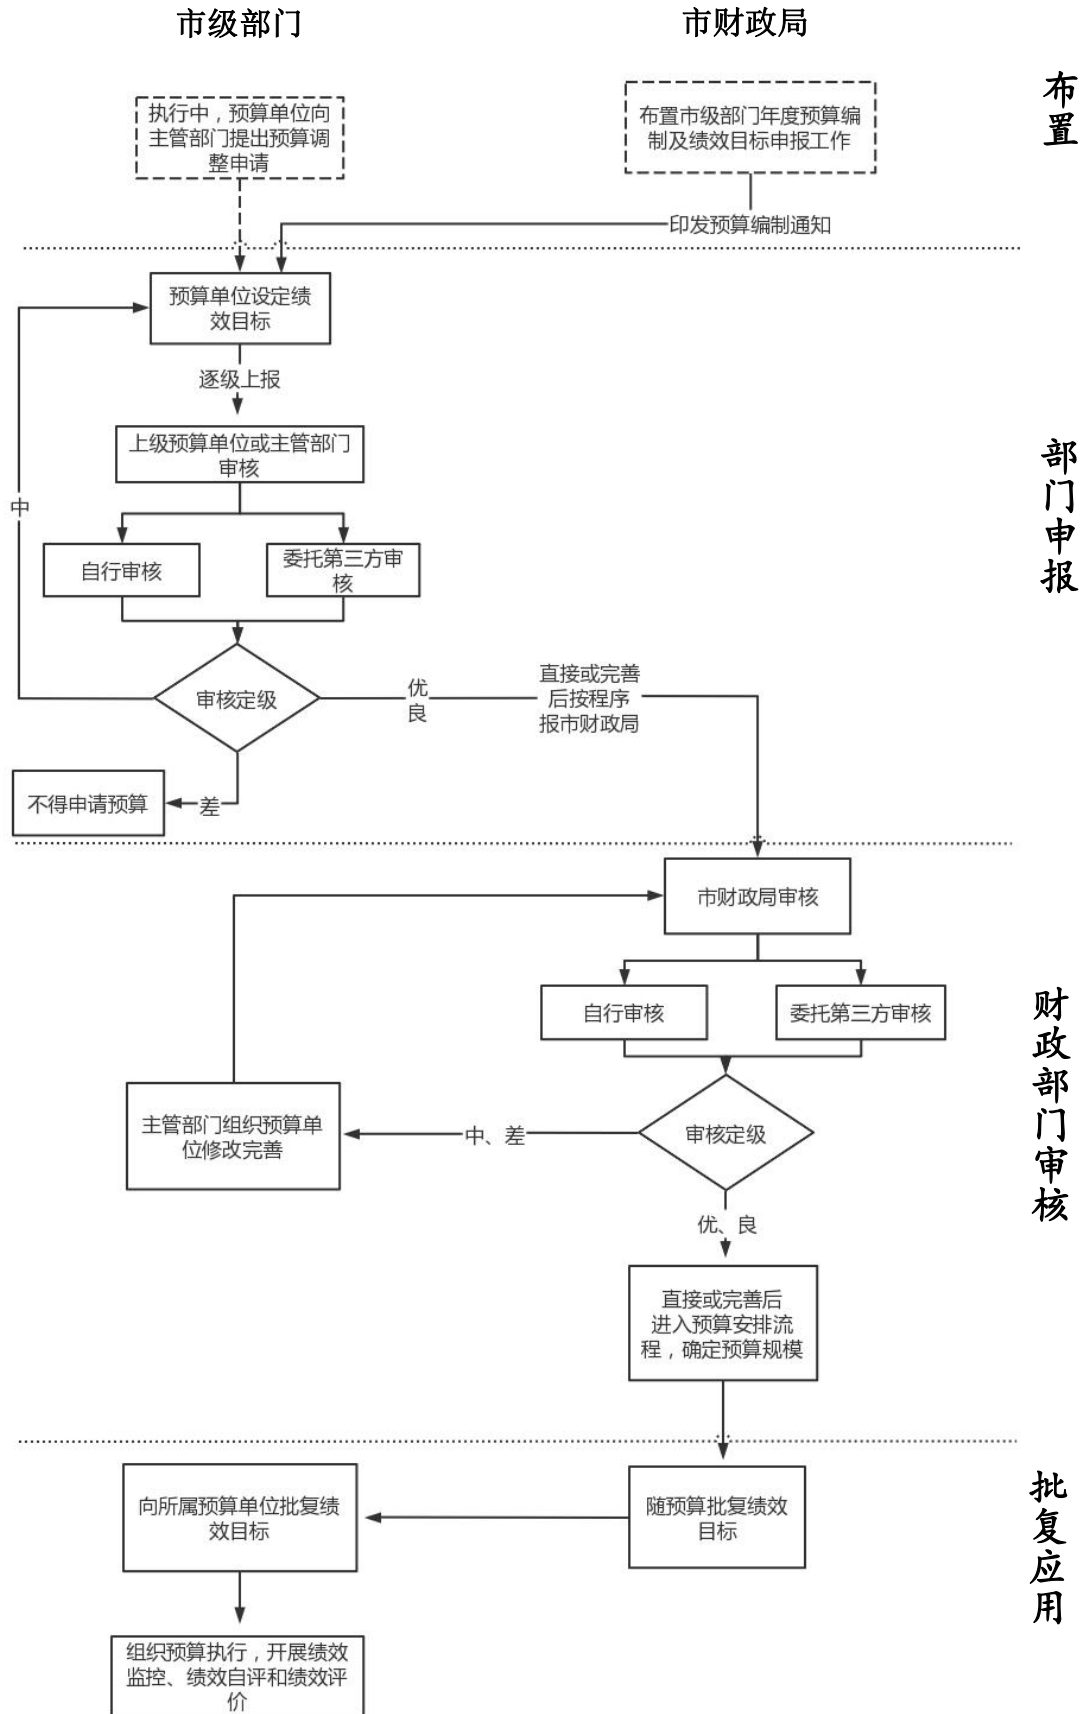 市级部门
市财政局
布置
执行中，预算单位向
主管部门提出预算调
整申请
布置市级部门年度预算编
制及绩效目标申报工作
印发预算编制通知
预算单位设定绩
效目标
逐级上报
部门申报
上级预算单位或主管部门
审核
中
自行审核
委托第三方审
核
审核定级
优
良
直接或完善
后按程序
报市财政局
不得申请预算
差
市财政局审核
财政部门审核
自行审核
委托第三方审核
主管部门组织预算单
位修改完善
中、差
审核定级
优、良
直接或完善后
进入预算安排流
程，确定预算规模
批复应用
向所属预算单位批复绩
效目标
随预算批复绩效
目标
组织预算执行，开展绩效
监控、绩效自评和绩效评
价